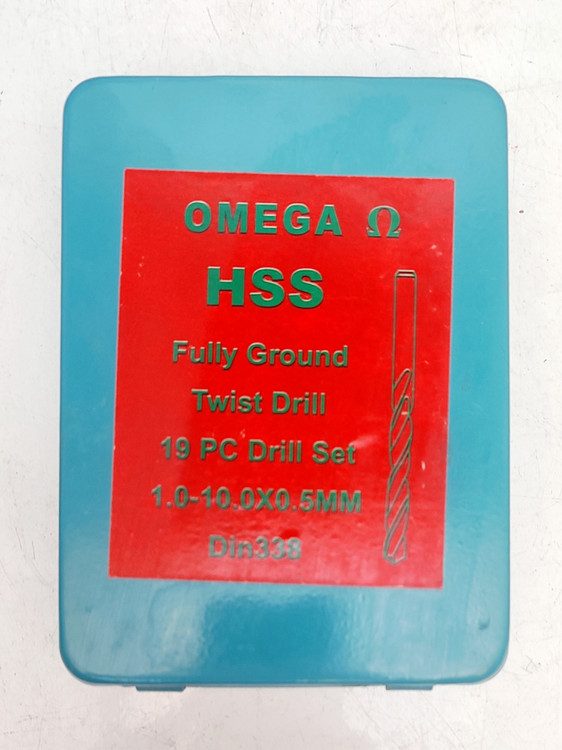 OMEGA Ω
HSS
Fully Ground
Twist Drill
19 PC Drill Set
1.0-10.0X0.5MM
Din338